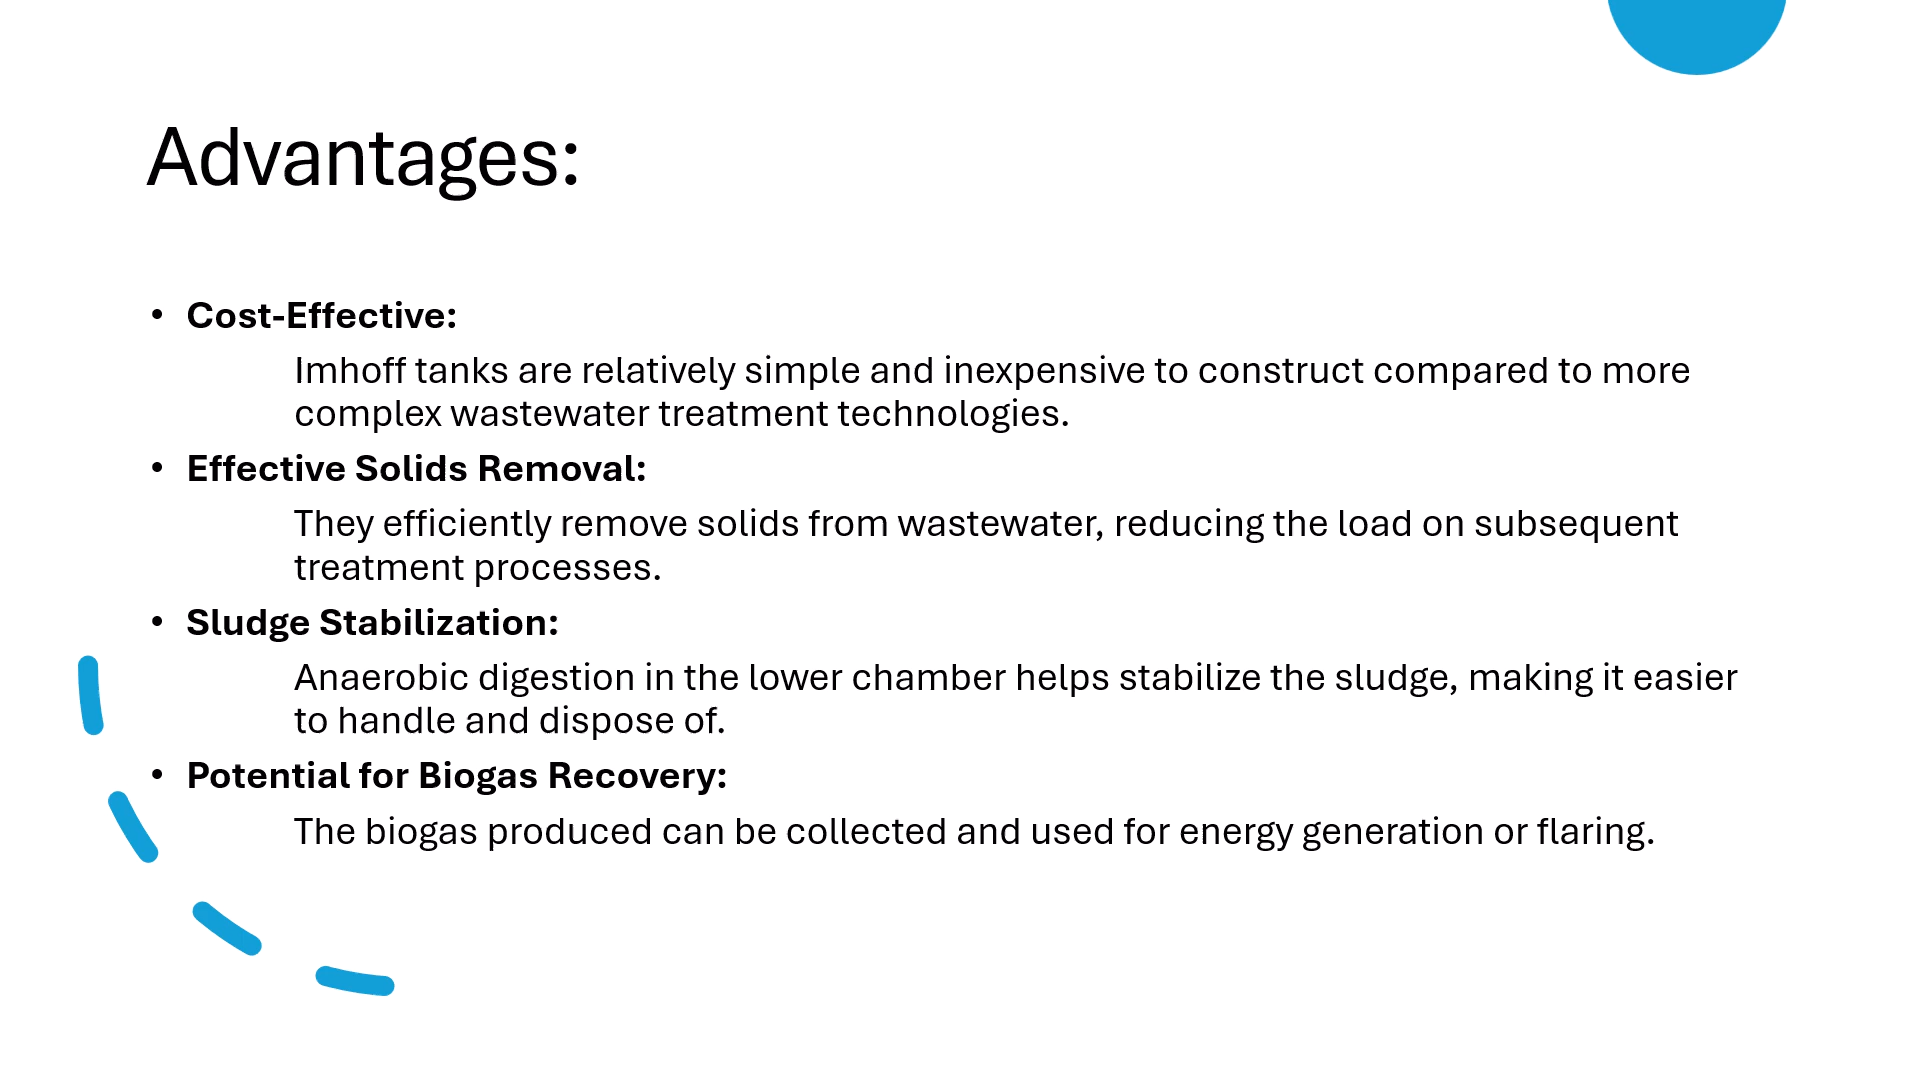 Advantages:
• Cost-Effective:
Imhoff tanks are relatively simple and inexpensive to construct compared to more
complex wastewater treatment technologies.
• Effective Solids Removal:
They efficiently remove solids from wastewater, reducing the load on subsequent
treatment processes.
• Sludge Stabilization:
Anaerobic digestion in the lower chamber helps stabilize the sludge, making it easier
to handle and dispose of.
• Potential for Biogas Recovery:
The biogas produced can be collected and used for energy generation or flaring.